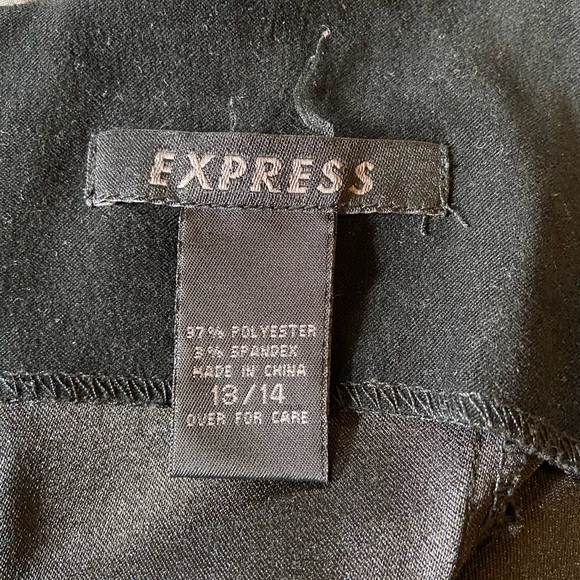 EXPRESS
97% POLYESTER
3% SPANDEX
MADE IN CHINA
13/14
OVER FOR CARE